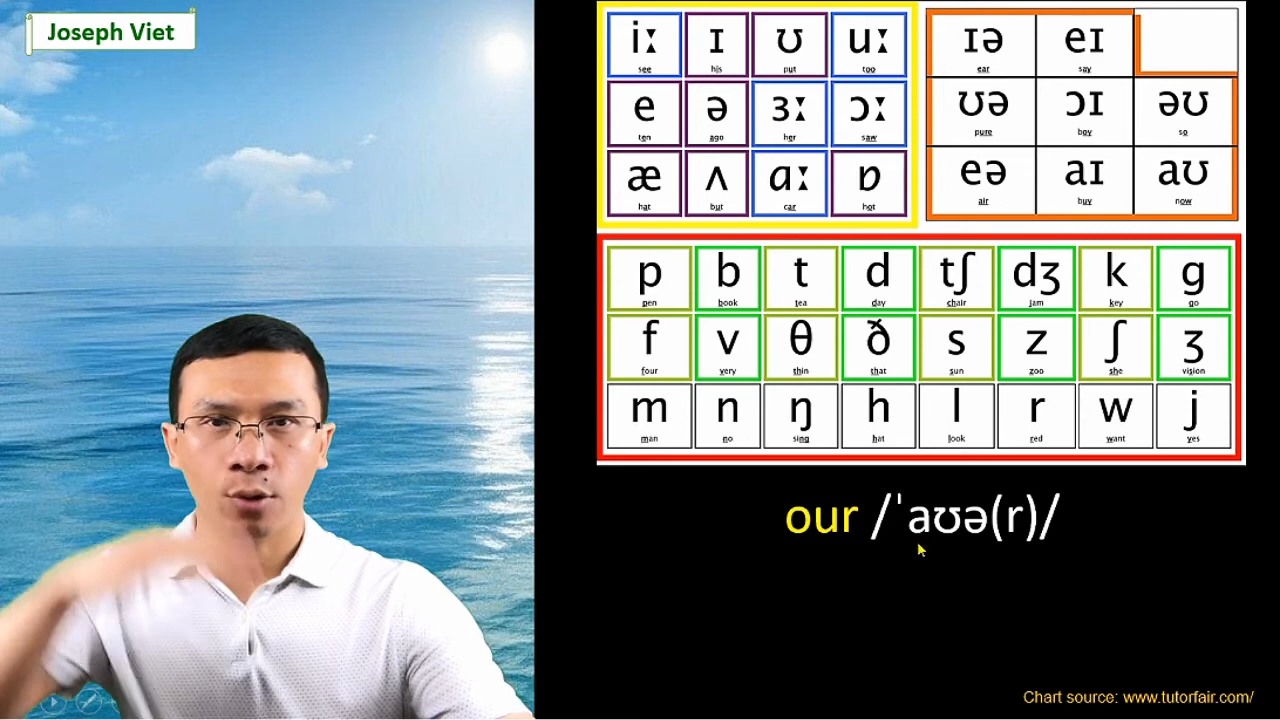 Joseph Viet
iː ɪ ʊ uː
see his put too
e ə ɜː ɔː
ten ago her saw
æ ʌ ɑː ɒ
hat but car hot
ɪə eɪ
ear say
ʊə ɔɪ əʊ
pure boy so
eə aɪ aʊ
air buy now
p b t d tʃ dʒ k g
pen book tea day chair jam key go
f v θ ð s z ʃ ʒ
four very thin that sun zoo she vision
m n ŋ h l r w j
man no sing hat look red want yes
our /ˈaʊə(r)/
Chart source: www.tutorfair.com/